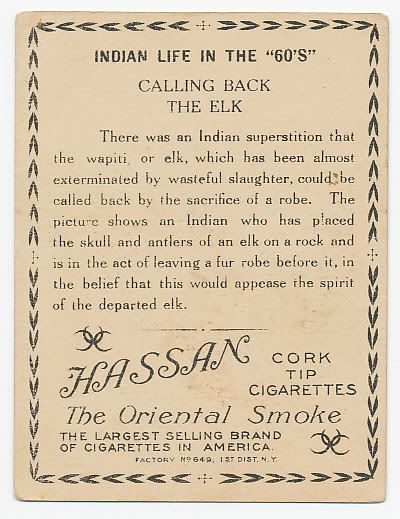 INDIAN LIFE IN THE "60'S"
CALLING BACK
THE ELK
There was an Indian superstition that
the wapiti, or elk, which has been almost
exterminated by wasteful slaughter, could be
called back by the sacrifice of a robe. The
picture shows an Indian who has placed
the skull and antlers of an elk on a rock and
is in the act of leaving a fur robe before it, in
the belief that this would appease the spirit
of the departed elk.
HASSAN
CORK
TIP
CIGARETTES
The Oriental Smoke
THE LARGEST SELLING BRAND
OF CIGARETTES IN AMERICA.
FACTORY Nº 649, 1ST DIST. N.Y.